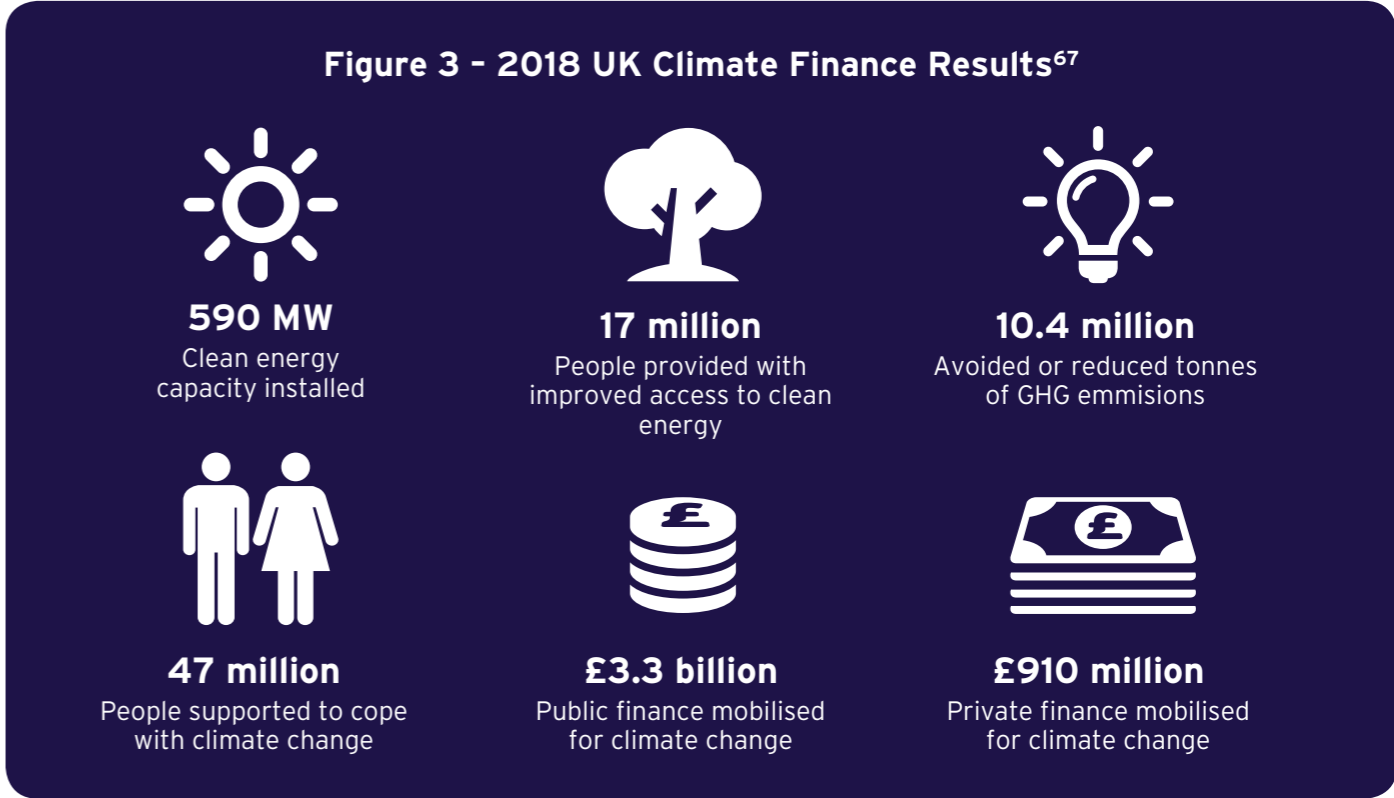 Figure 3 – 2018 UK Climate Finance Results⁶⁷
590 MW
Clean energy
capacity installed
17 million
People provided with
improved access to clean
energy
10.4 million
Avoided or reduced tonnes
of GHG emmisions
47 million
People supported to cope
with climate change
£
£3.3 billion
Public finance mobilised
for climate change
£
£910 million
Private finance mobilised
for climate change